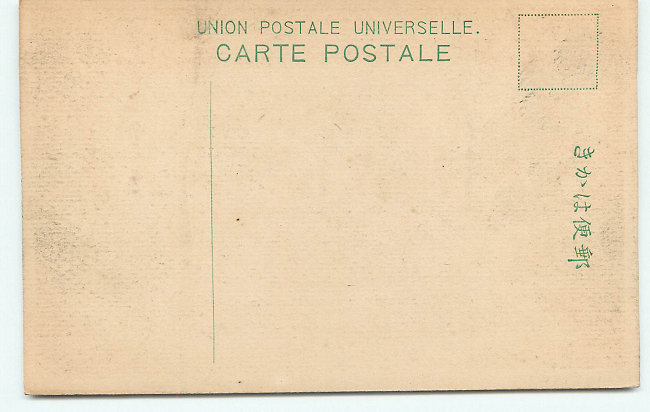 UNION POSTALE UNIVERSELLE.
CARTE POSTALE
郵便はかき